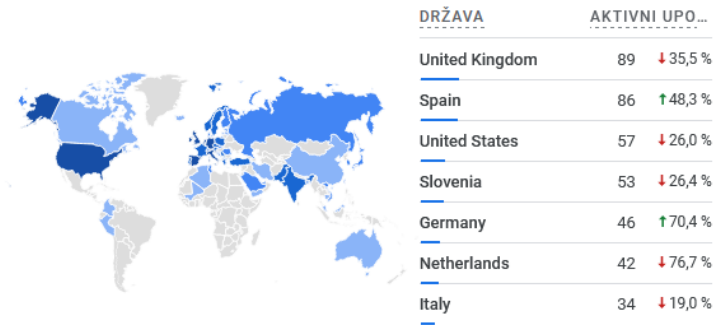 DRŽAVA AKTIVNI UPO...
United Kingdom 89 ↓35,5 %
Spain 86 ↑48,3 %
United States 57 ↓26,0 %
Slovenia 53 ↓26,4 %
Germany 46 ↑70,4 %
Netherlands 42 ↓76,7 %
Italy 34 ↓19,0 %